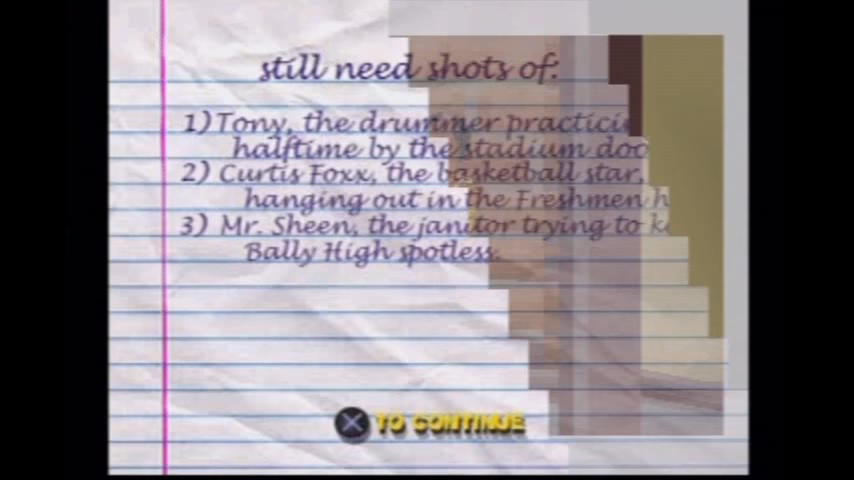 still need shots of:
1) Tony, the drummer practici
halftime by the stadium doo
2) Curtis Foxx, the basketball star,
hanging out in the Freshmen h
3) Mr. Sheen, the janitor trying to k
Bally High spotless.
TO CONTINUE